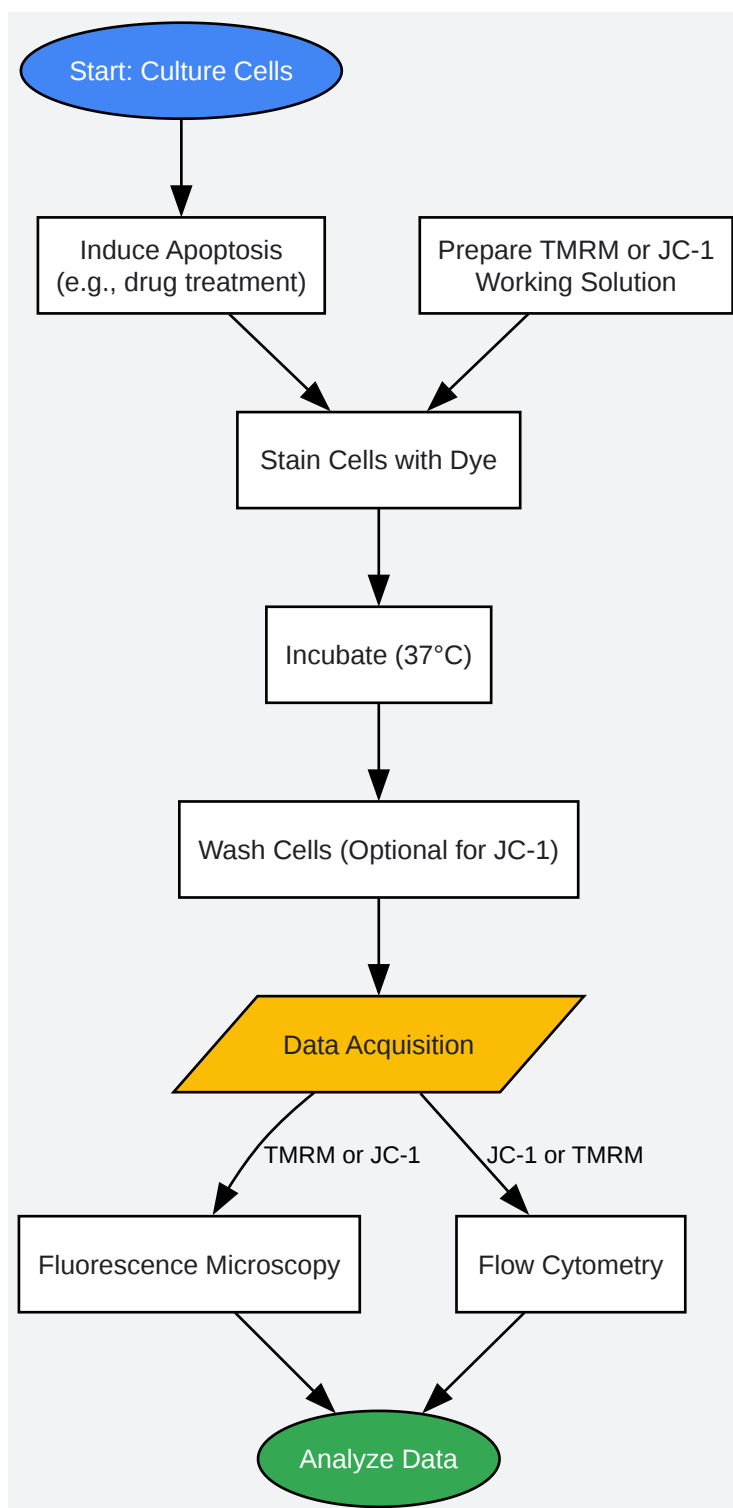 Start: Culture Cells
Induce Apoptosis
(e.g., drug treatment)
Prepare TMRM or JC-1
Working Solution
Stain Cells with Dye
Incubate (37°C)
Wash Cells (Optional for JC-1)
Data Acquisition
TMRM or JC-1
JC-1 or TMRM
Fluorescence Microscopy
Flow Cytometry
Analyze Data